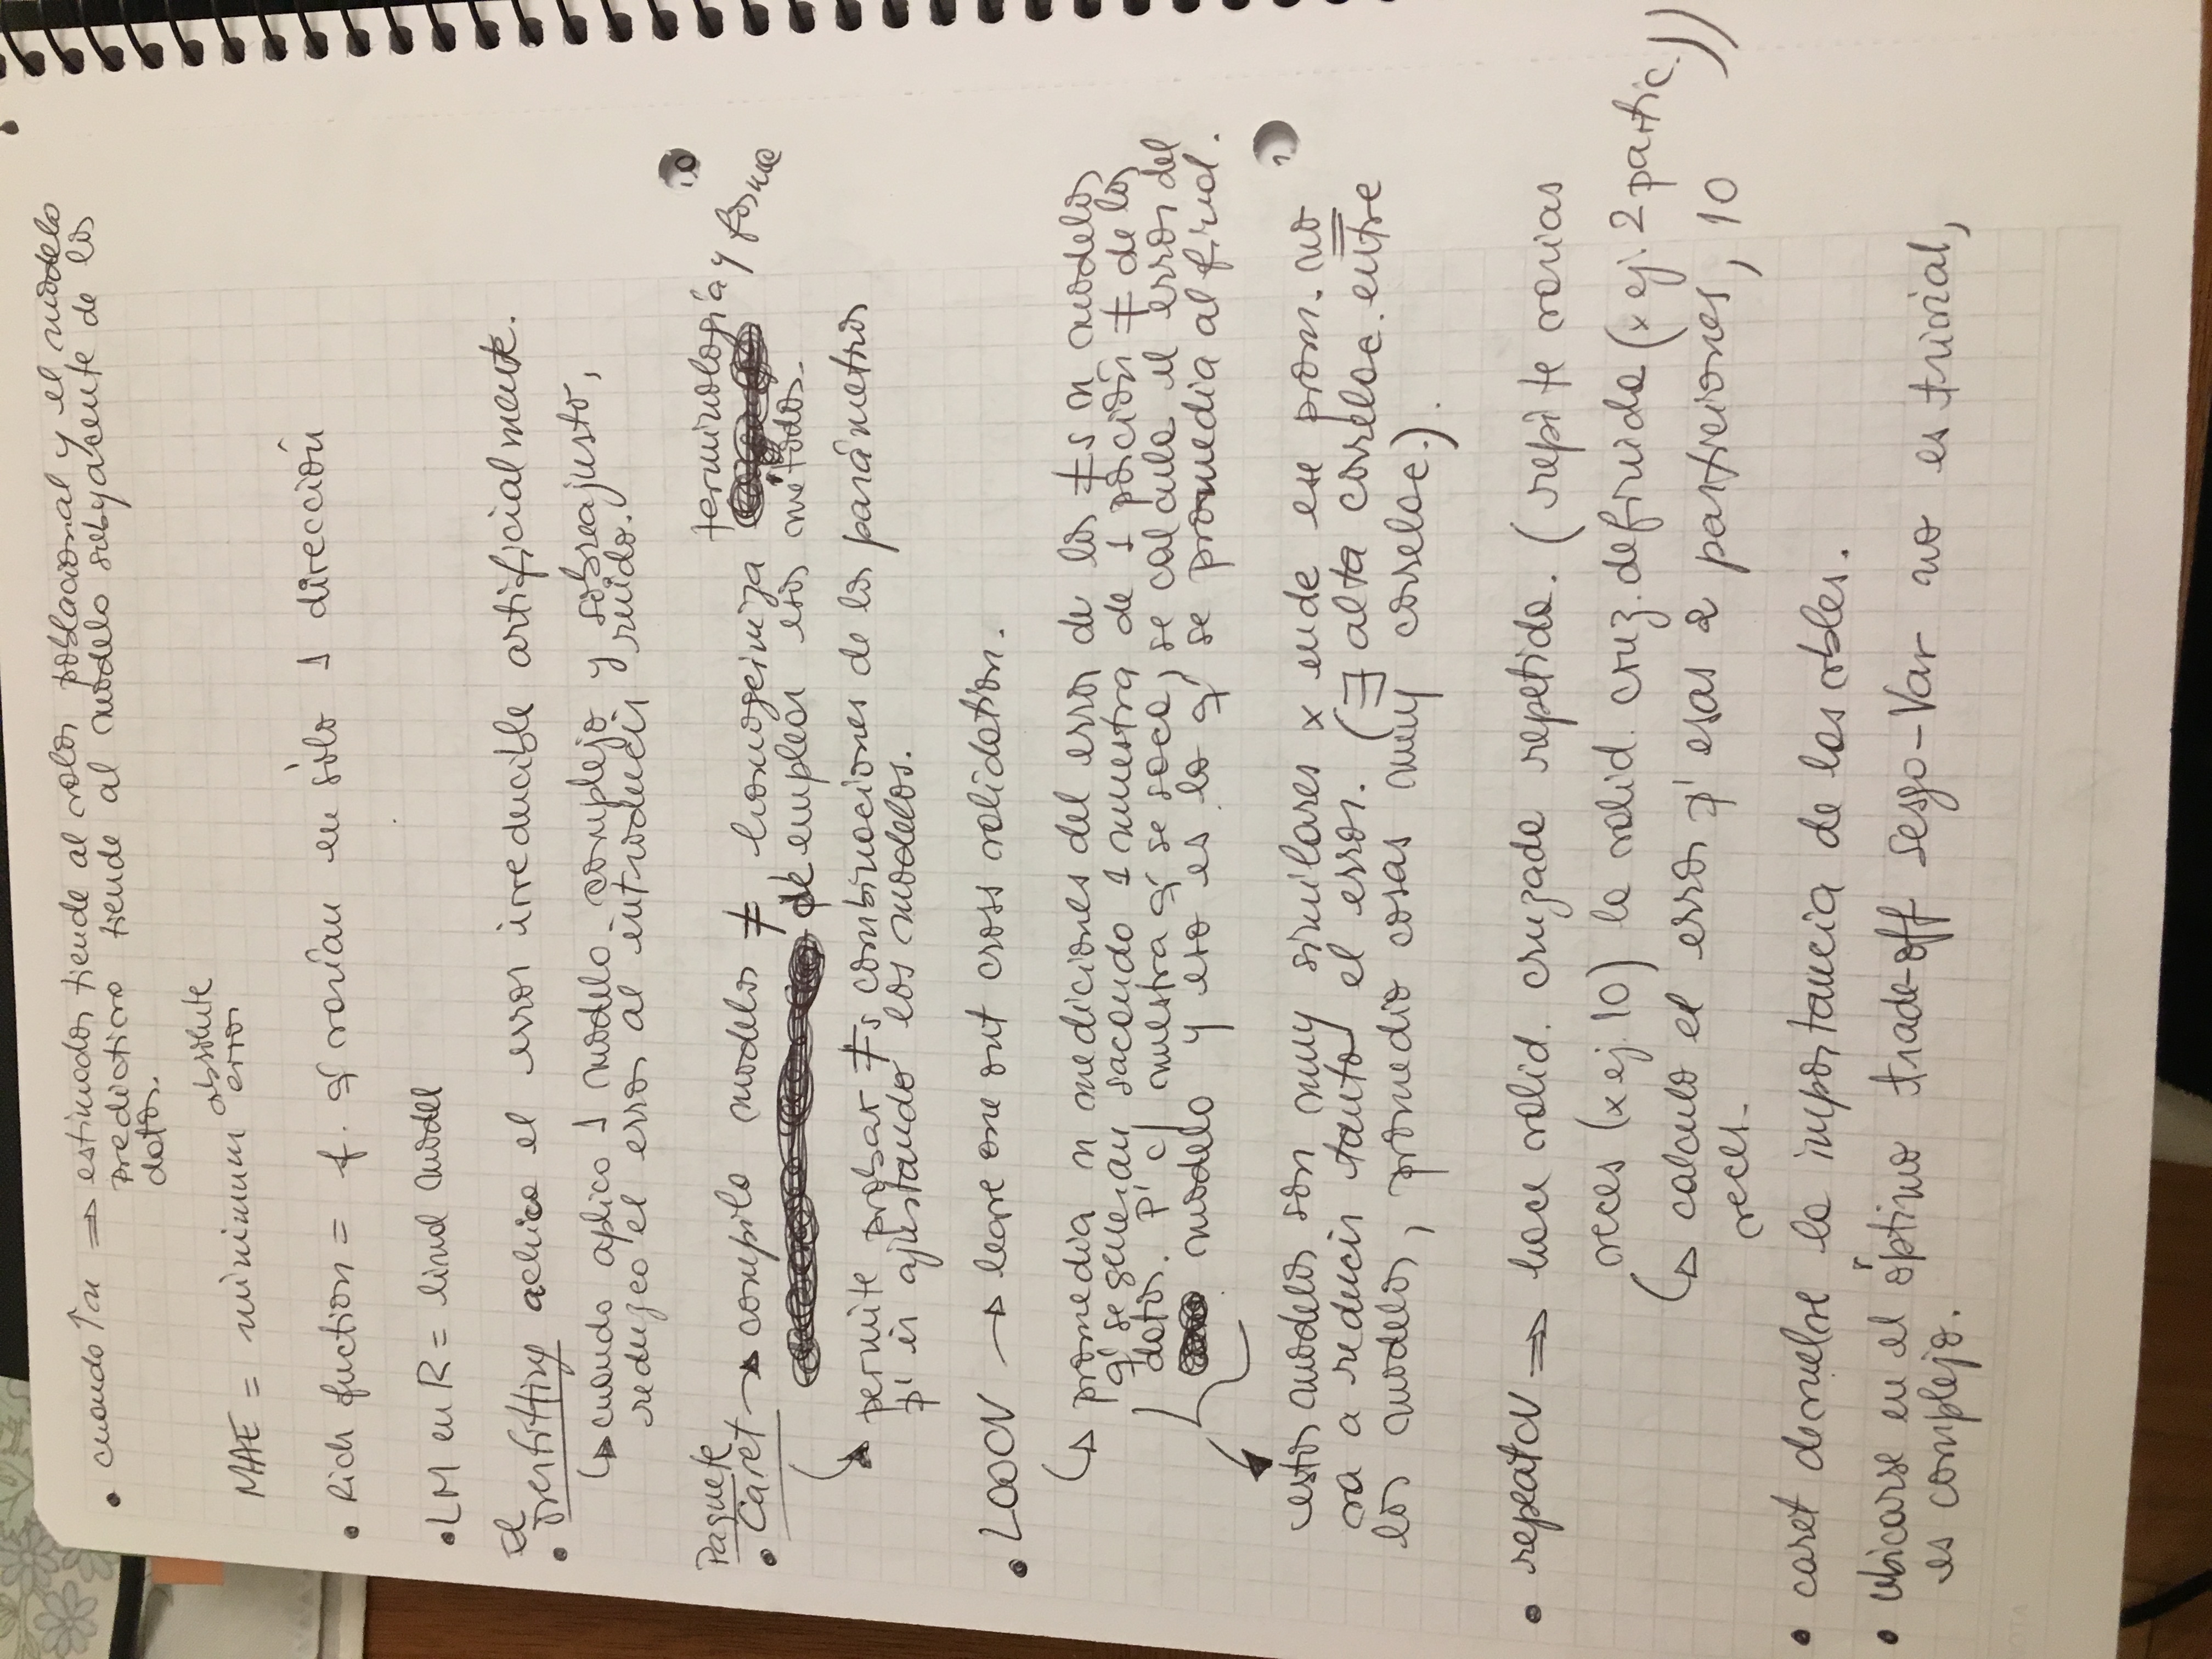 • cuando ↑n ⇒ estimador tiende al valor poblacional y el modelo
predictivo tiende al modelo subyacente de los
datos.
MAE = minimum absolute error
• Rich fuction = f. q' varían en sólo 1 dirección
• LM en R = linal model
• El overfitting achica el error irreducible artificialmente.
↳ cuando aplico 1 modelo complejo y sobreajusto,
reduzco el error al introducir ruido.
Paquete
• Caret → compila modelos ≠, homogeiniza terminología y forma
de emplear esos métodos.
↳ permite probar ≠s combinaciones de los parámetros
p' ir ajustando los modelos.
• LOOCV → leave one out cross validation.
↳ promedia n mediciones del error de los ≠s n modelos
q' se generan sacando 1 muestra de 1 porción ≠ de los
datos. P' c/ muestra q' se saca, se calcula el error del
modelo y eso es lo q' se promedia al final.
estos modelos son muy similares x ende ese prom. no
va a reducir tanto el error. (∃ alta correlac. entre
los modelos, promedio cosas muy correlac.).
• repeatCV ⇒ hace valid. cruzada repetida. (repite varias
veces (x ej. 10) la valid. cruz. definida (x ej. 2 partic.))
↳ calculo el error p' esas 2 particiones, 10
veces.
• caret devuelve la importancia de las vbles.
• Ubicarse en el óptimo trade-off Sesgo-Var no es trivial,
es complejo.